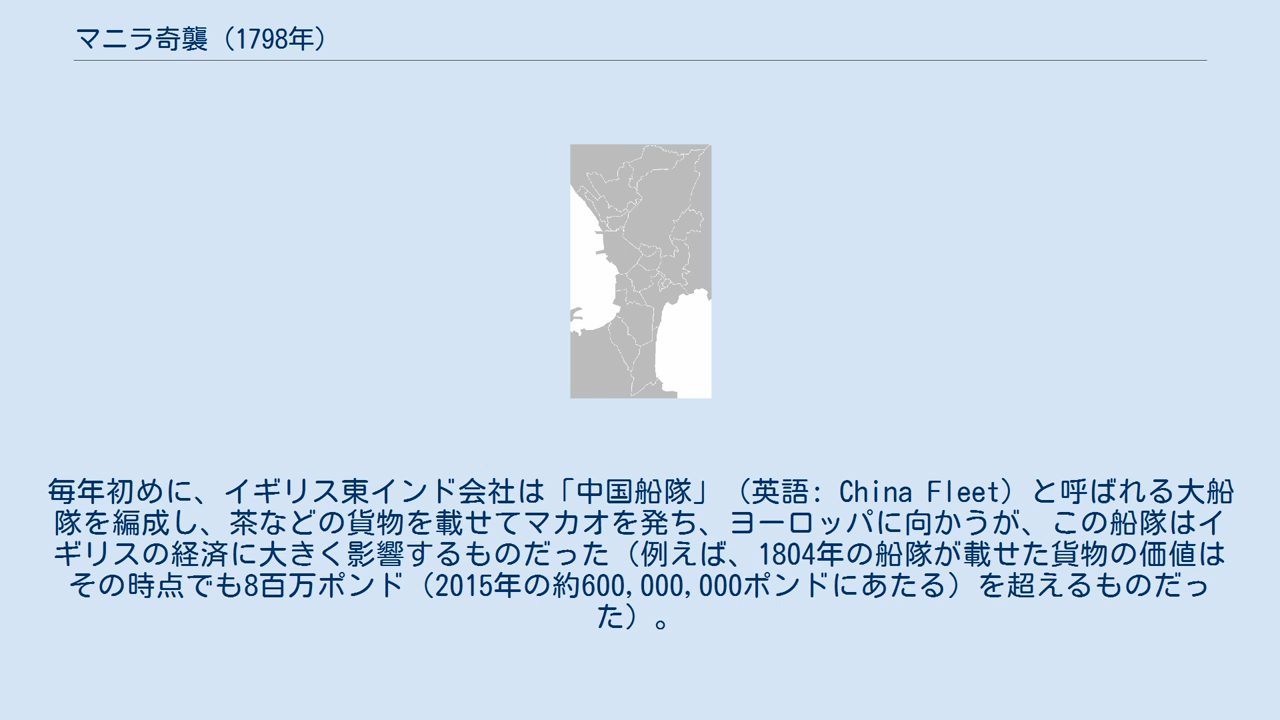 マニラ奇襲（1798年）
毎年初めに、イギリス東インド会社は「中国船隊」（英語: China Fleet）と呼ばれる大船
隊を編成し、茶などの貨物を載せてマカオを発ち、ヨーロッパに向かうが、この船隊はイ
ギリスの経済に大きく影響するものだった（例えば、1804年の船隊が載せた貨物の価値は
その時点でも8百万ポンド（2015年の約600,000,000ポンドにあたる）を超えるものだっ
た）。